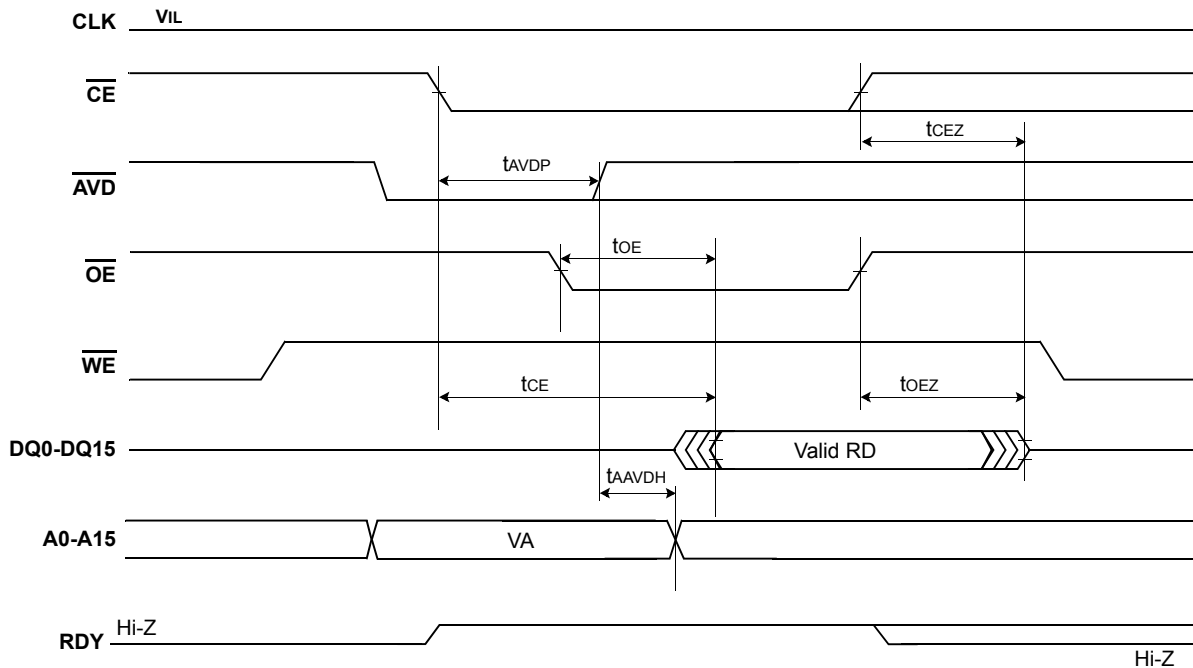 CLK VIL
CE
tCEZ
AVD tAVDP
OE tOE
WE
tCE tOEZ
DQ0-DQ15 Valid RD
tAAVDH
A0-A15 VA
RDY Hi-Z
Hi-Z